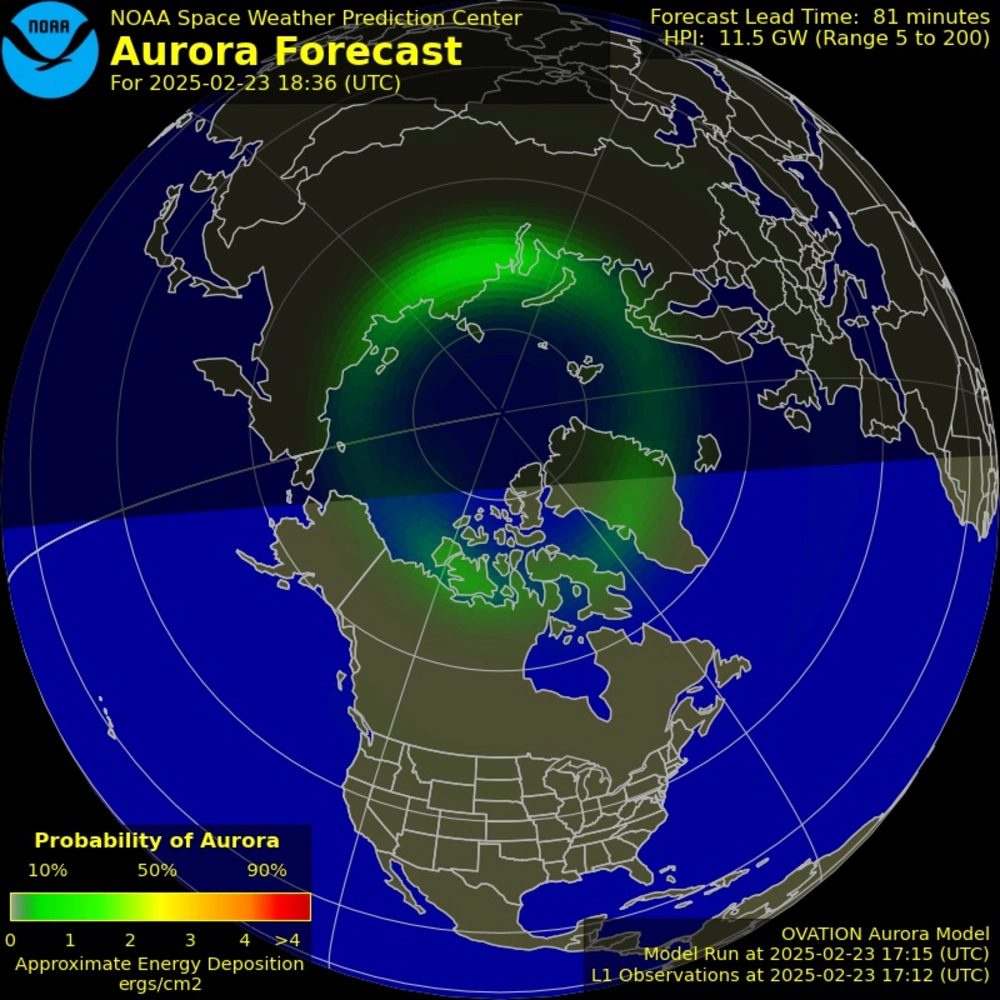 NOAA
NOAA Space Weather Prediction Center
Aurora Forecast
For 2025-02-23 18:36 (UTC)
Forecast Lead Time: 81 minutes
HPI: 11.5 GW (Range 5 to 200)
Probability of Aurora
10% 50% 90%
0 1 2 3 4 >4
Approximate Energy Deposition
ergs/cm2
OVATION Aurora Model
Model Run at 2025-02-23 17:15 (UTC)
L1 Observations at 2025-02-23 17:12 (UTC)